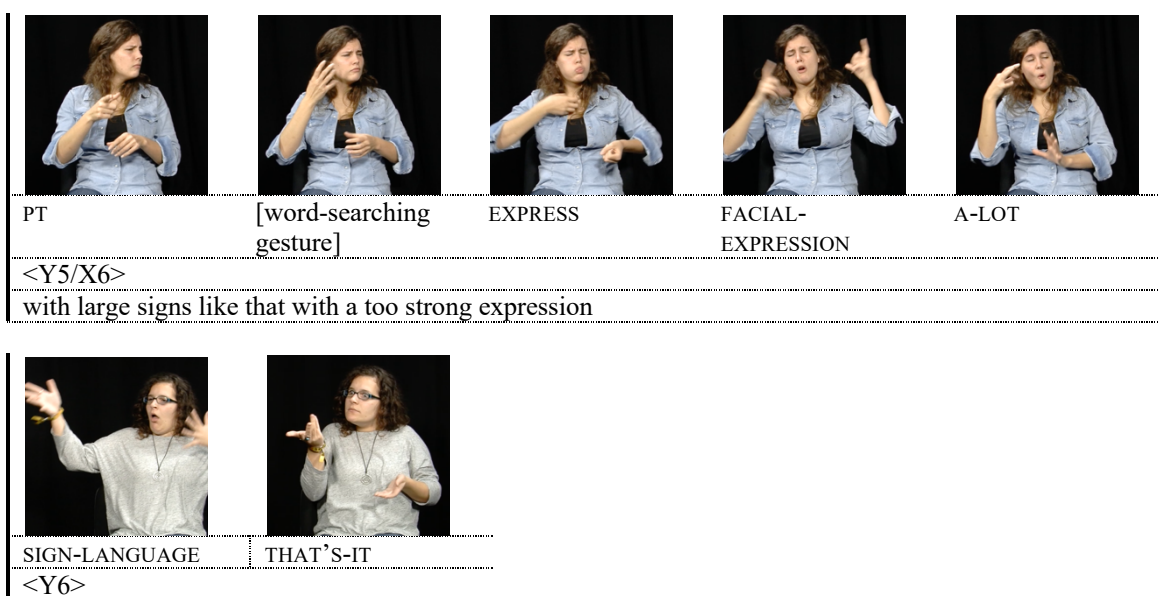 PT [word-searching gesture] EXPRESS FACIAL-EXPRESSION A-LOT
<Y5/X6>
with large signs like that with a too strong expression
SIGN-LANGUAGE THAT’S-IT
<Y6>